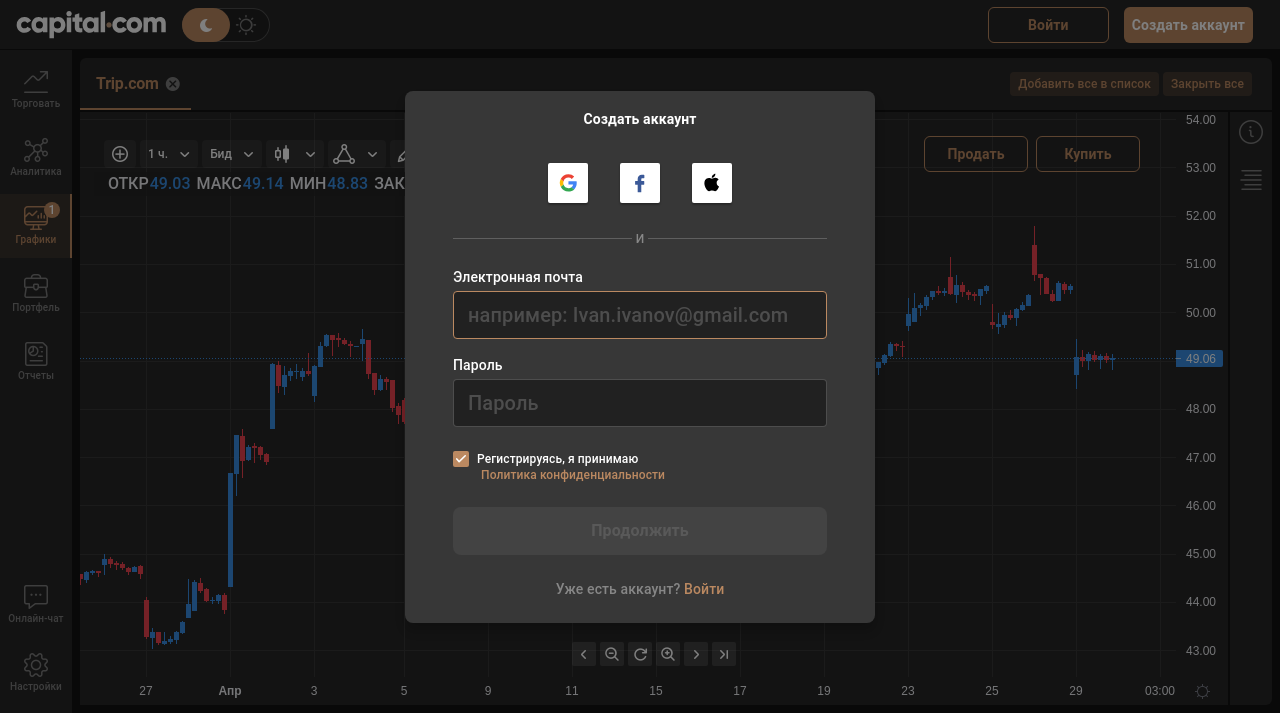 capital.com
Войти
Создать аккаунт
Торговать
Аналитика
1
Графики
Портфель
Отчеты
Онлайн-чат
Настройки
Trip.com
Добавить все в список
Закрыть все
1 ч.
Бид
ОТКР49.03 МАКС49.14 МИН48.83 ЗАК
Продать
Купить
Создать аккаунт
И
Электронная почта
например: Ivan.ivanov@gmail.com
Пароль
Пароль
Регистрируясь, я принимаю
Политика конфиденциальности
Продолжить
Уже есть аккаунт? Войти
54.00
53.00
52.00
51.00
50.00
49.06
48.00
47.00
46.00
45.00
44.00
43.00
27 Апр 3 5 9 11 15 17 19 23 25 29 03:00